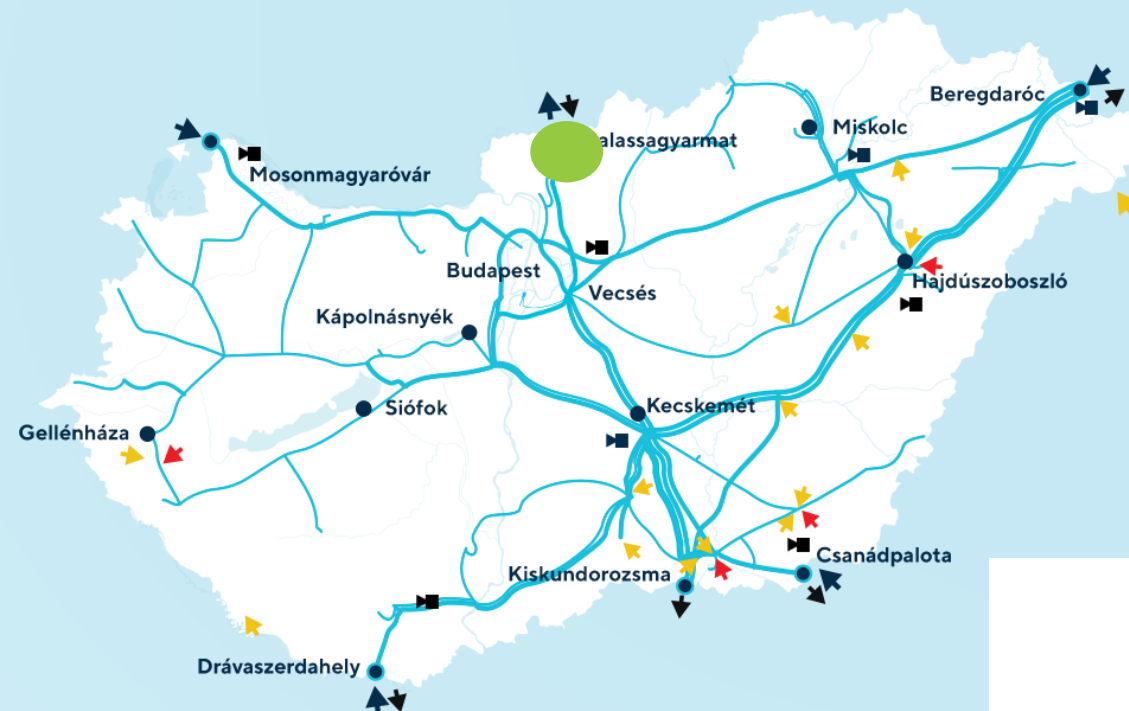 Beregdaróc
Miskolc
alassagyarmat
Mosonmagyaróvár
Budapest
Hajdúszoboszló
Vecsés
Kápolnásnyék
Siófok
Kecskemét
Gellénháza
Csanádpalota
Kiskundorozsma
Drávaszerdahely